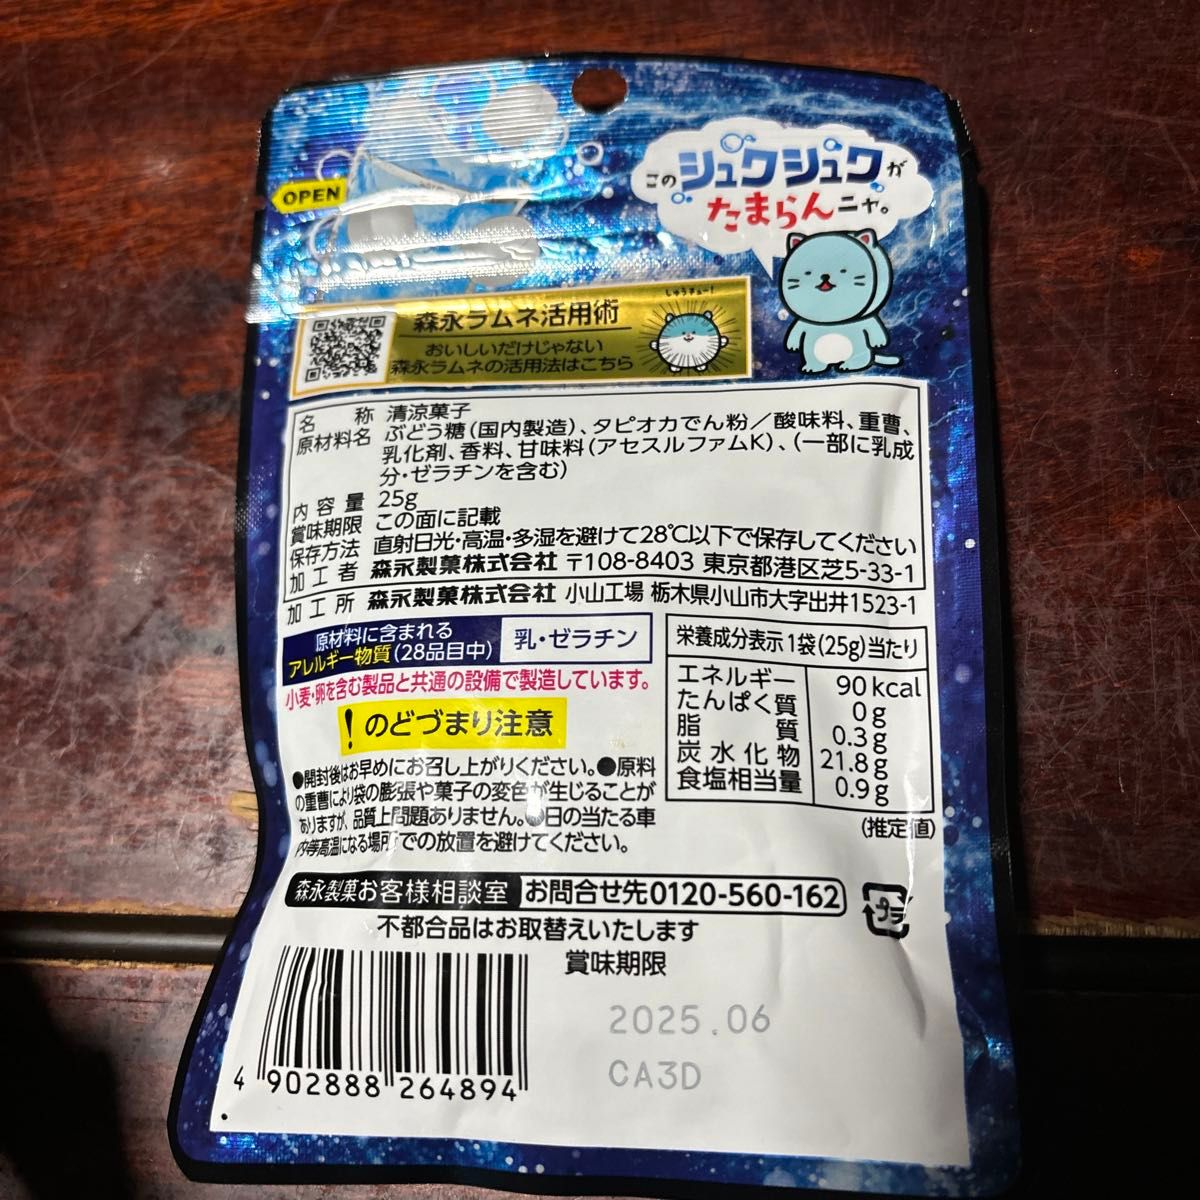 OPEN
この シュワシュワ が
たまらんニャ。
しゅうチュー!
森永ラムネ活用術
おいしいだけじゃない
森永ラムネの活用法はこちら
名称 清涼菓子
原材料名 ぶどう糖(国内製造)、タピオカでん粉/酸味料、重曹、
乳化剤、香料、甘味料(アセスルファムK)、(一部に乳成
分・ゼラチンを含む)
内容量 25g
賞味期限 この面に記載
保存方法 直射日光・高温・多湿を避けて28℃以下で保存してください
加工者 森永製菓株式会社 〒108-8403 東京都港区芝5-33-1
加工所 森永製菓株式会社 小山工場 栃木県小山市大字出井1523-1
原材料に含まれる
アレルギー物質(28品目中)
乳・ゼラチン
小麦・卵を含む製品と共通の設備で製造しています。
! のどづまり注意
●開封後はお早めにお召し上がりください。●原料
の重曹により袋の膨張や菓子の変色が生じることが
ありますが、品質上問題ありません。●日の当たる車
内等高温になる場所での放置を避けてください。
栄養成分表示1袋(25g)当たり
エネルギー 90kcal
たんぱく質 0g
脂質 0.3g
炭水化物 21.8g
食塩相当量 0.9g
(推定値)
森永製菓お客様相談室 お問合せ先0120-560-162
プラ
不都合品はお取替えいたします
賞味期限
2025.06
CA3D
4 902888 264894